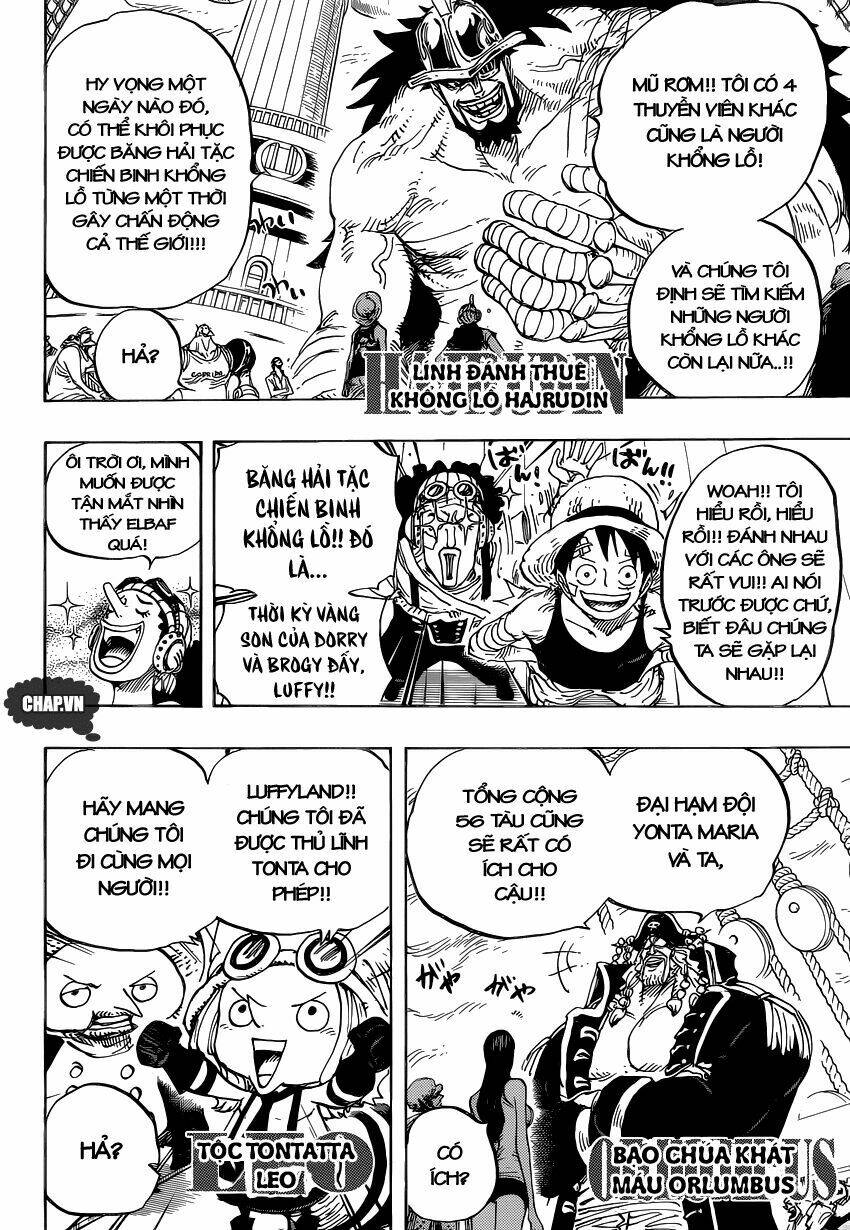 MŨ RƠM!! TÔI CÓ 4
THUYỀN VIÊN KHÁC
CŨNG LÀ NGƯỜI
KHỔNG LỒ!
VÀ CHÚNG TÔI
ĐỊNH SẼ TÌM KIẾM
NHỮNG NGƯỜI
KHỔNG LỒ KHÁC
CÒN LẠI NỮA..!!
HY VỌNG MỘT
NGÀY NÀO ĐÓ,
CÓ THỂ KHÔI PHỤC
ĐƯỢC BĂNG HẢI TẶC
CHIẾN BINH KHỔNG
LỒ TỪNG MỘT THỜI
GÂY CHẤN ĐỘNG
CẢ THẾ GIỚI!!!
HẢ?
LÍNH ĐÁNH THUÊ
KHỔNG LỒ HAJRUDIN
WOAH!! TÔI
HIỂU RỒI, HIỂU
RỒI!! ĐÁNH NHAU
VỚI CÁC ÔNG SẼ
RẤT VUI!! AI NÓI
TRƯỚC ĐƯỢC CHỨ,
BIẾT ĐÂU CHÚNG
TA SẼ GẶP LẠI
NHAU!!
ばん!!
ばん!
BĂNG HẢI TẶC
CHIẾN BINH
KHỔNG LỒ!! ĐÓ
LÀ...
THỜI KỲ VÀNG
SON CỦA DORRY
VÀ BROGY ĐẤY,
LUFFY!!
ÔI TRỜI ƠI, MÌNH
MUỐN ĐƯỢC
TẬN MẮT NHÌN
THẤY ELBAF
QUÁ!
CHAP.VN
ĐẠI HẠM ĐỘI
YONTA MARIA
VÀ TA,
TỔNG CỘNG
56 TÀU CŨNG
SẼ RẤT CÓ
ÍCH CHO
CẬU!!
ガヤ
ガヤ
CÓ
ÍCH?
BẠO CHÚA KHÁT
MÁU ORLUMBUS
LUFFYLAND!!
CHÚNG TÔI ĐÃ
ĐƯỢC THỦ LĨNH
TONTA CHO
PHÉP!!
HÃY MANG
CHÚNG TÔI
ĐI CÙNG MỌI
NGƯỜI!!
HẢ?
TỘC TONTATTA
LEO